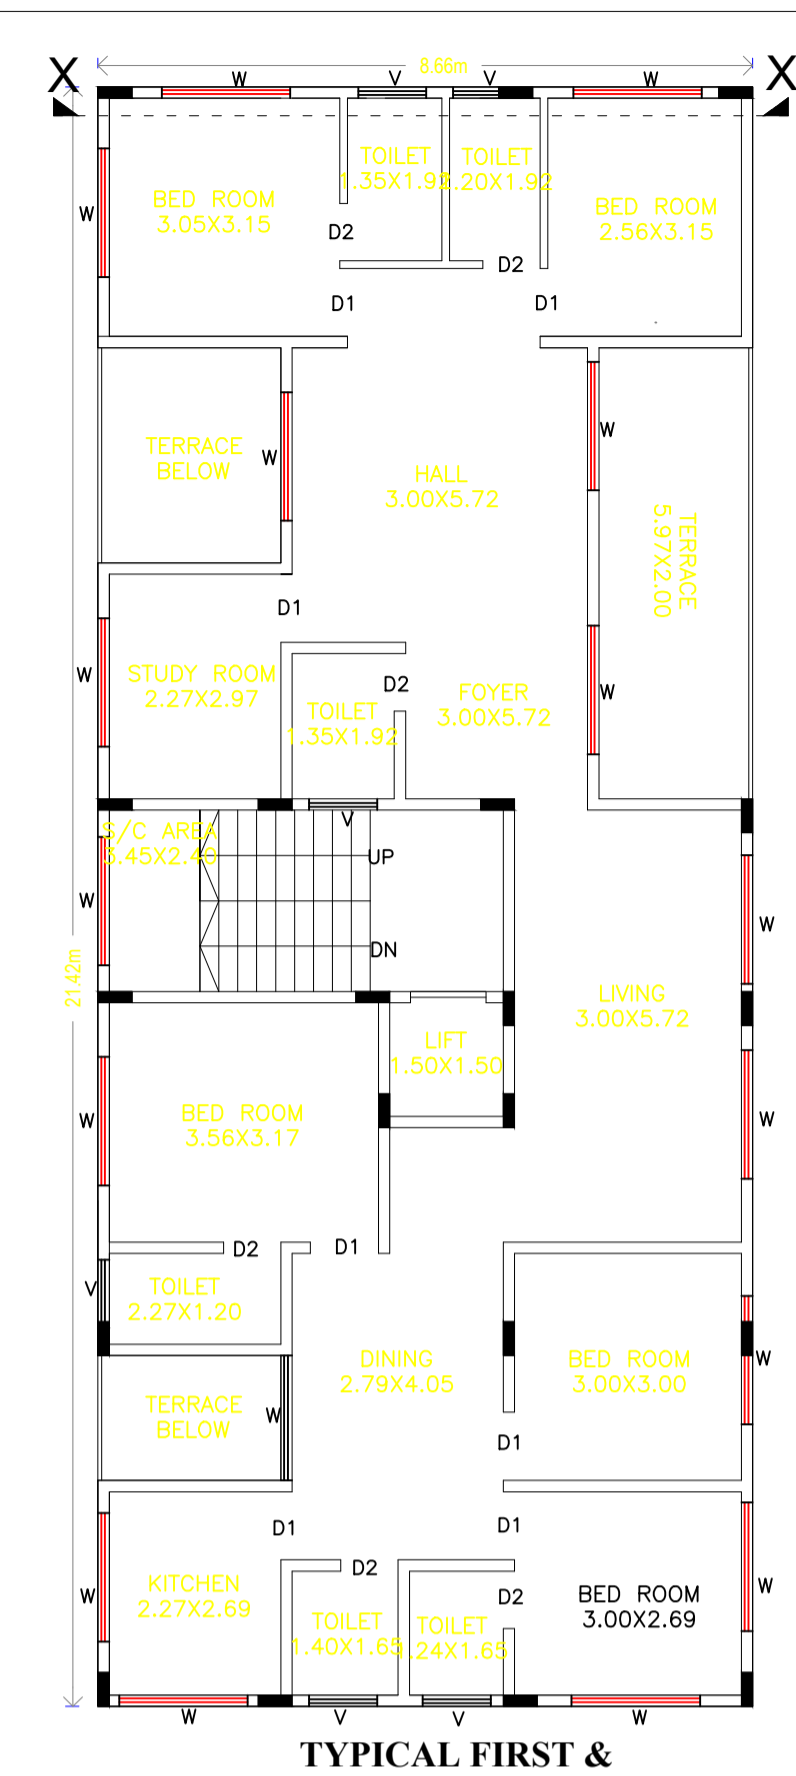 X 8.66m X
W V V W
TOILET
1.35X1.92
TOILET
1.20X1.92
BED ROOM
3.05X3.15
BED ROOM
2.56X3.15
W
D2
D2
D1
D1
TERRACE
BELOW
W
W
HALL
3.00X5.72
TERRACE
5.97X2.00
D1
STUDY ROOM
2.27X2.97
W
D2
TOILET
1.35X1.92
FOYER
3.00X5.72
W
V
S/C AREA
3.45X2.40
UP
W
W
DN
21.42m
LIVING
3.00X5.72
LIFT
1.50X1.50
BED ROOM
3.56X3.17
W
W
D2
D1
V
TOILET
2.27X1.20
DINING
2.79X4.05
BED ROOM
3.00X3.00
W
TERRACE
BELOW
W
D1
D1
D1
D2
KITCHEN
2.27X2.69
W
D2
BED ROOM
3.00X2.69
W
TOILET
1.40X1.65
TOILET
1.24X1.65
W V V W
TYPICAL FIRST &